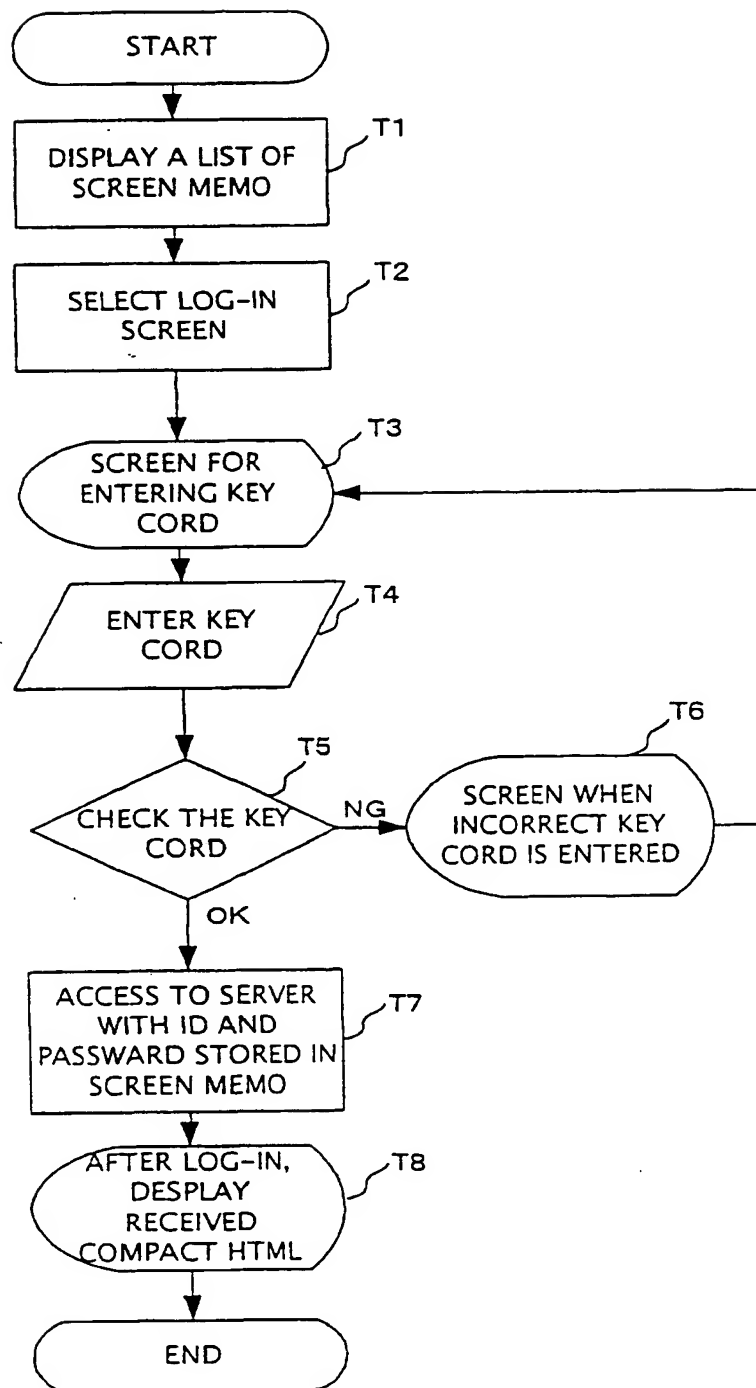 START
T1
DISPLAY A LIST OF
SCREEN MEMO
T2
SELECT LOG-IN
SCREEN
T3
SCREEN FOR
ENTERING KEY
CORD
T4
ENTER KEY
CORD
T5
CHECK THE KEY
CORD
NG
T6
SCREEN WHEN
INCORRECT KEY
CORD IS ENTERED
OK
T7
ACCESS TO SERVER
WITH ID AND
PASSWARD STORED IN
SCREEN MEMO
T8
AFTER LOG-IN,
DESPLAY
RECEIVED
COMPACT HTML
END